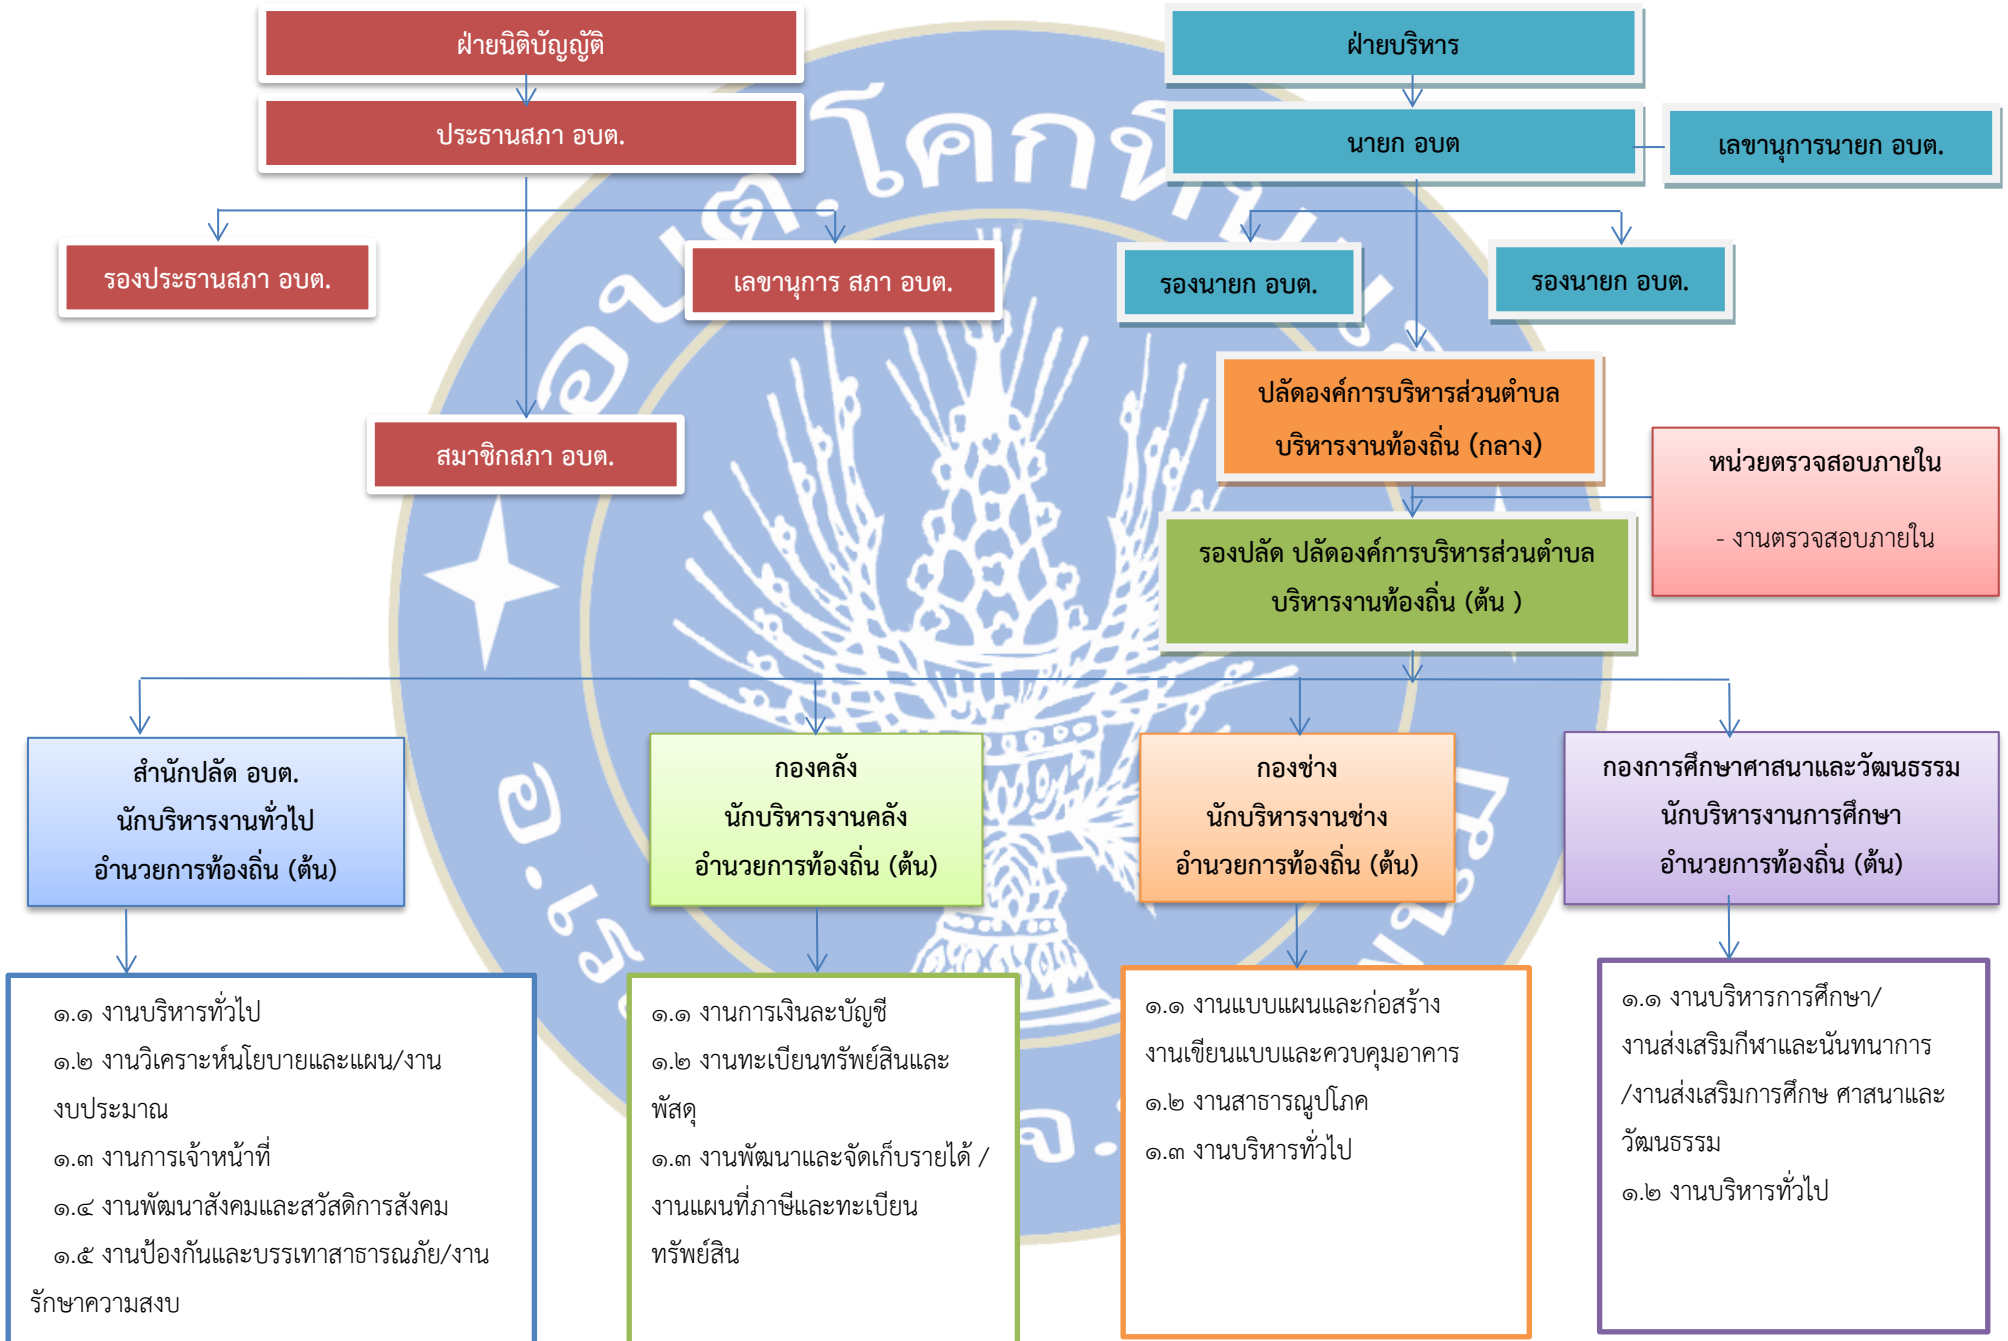 ฝ่ายนิติบัญญัติ
ฝ่ายบริหาร
ประธานสภา อบต.
นายก อบต
เลขานุการนายก อบต.
รองประธานสภา อบต.
เลขานุการ สภา อบต.
รองนายก อบต.
รองนายก อบต.
ปลัดองค์การบริหารส่วนตำบล
บริหารงานท้องถิ่น (กลาง)
สมาชิกสภา อบต.
หน่วยตรวจสอบภายใน
- งานตรวจสอบภายใน
รองปลัด ปลัดองค์การบริหารส่วนตำบล
บริหารงานท้องถิ่น (ต้น )
สำนักปลัด อบต.
นักบริหารงานทั่วไป
อำนวยการท้องถิ่น (ต้น)
กองคลัง
นักบริหารงานคลัง
อำนวยการท้องถิ่น (ต้น)
กองช่าง
นักบริหารงานช่าง
อำนวยการท้องถิ่น (ต้น)
กองการศึกษาศาสนาและวัฒนธรรม
นักบริหารงานการศึกษา
อำนวยการท้องถิ่น (ต้น)
๑.๑ งานบริหารทั่วไป
๑.๒ งานวิเคราะห์นโยบายและแผน/งาน
งบประมาณ
๑.๓ งานการเจ้าหน้าที่
๑.๔ งานพัฒนาสังคมและสวัสดิการสังคม
๑.๕ งานป้องกันและบรรเทาสาธารณภัย/งาน
รักษาความสงบ
๑.๑ งานการเงินละบัญชี
๑.๒ งานทะเบียนทรัพย์สินและ
พัสดุ
๑.๓ งานพัฒนาและจัดเก็บรายได้ /
งานแผนที่ภาษีและทะเบียน
ทรัพย์สิน
๑.๑ งานแบบแผนและก่อสร้าง
งานเขียนแบบและควบคุมอาคาร
๑.๒ งานสาธารณูปโภค
๑.๓ งานบริหารทั่วไป
๑.๑ งานบริหารการศึกษา/
งานส่งเสริมกีฬาและนันทนาการ
/งานส่งเสริมการศึกษ ศาสนาและ
วัฒนธรรม
๑.๒ งานบริหารทั่วไป
อบต.โคกหิน